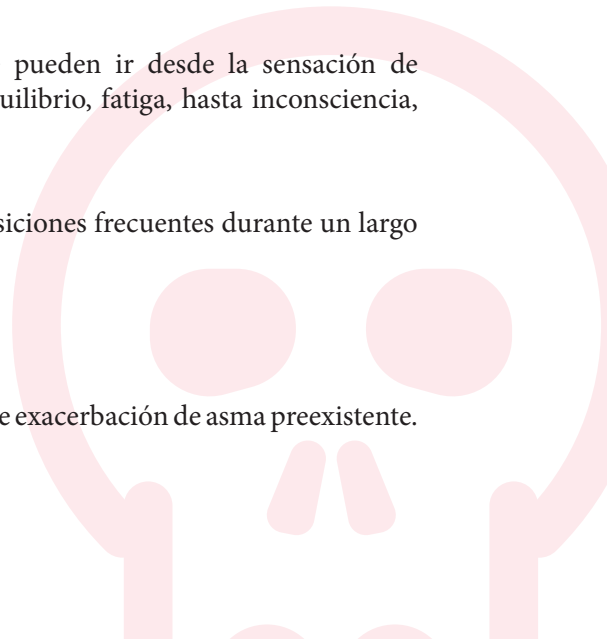 pueden ir desde la sensación de
uilibrio, fatiga, hasta inconsciencia,
siciones frecuentes durante un largo
e exacerbación de asma preexistente.